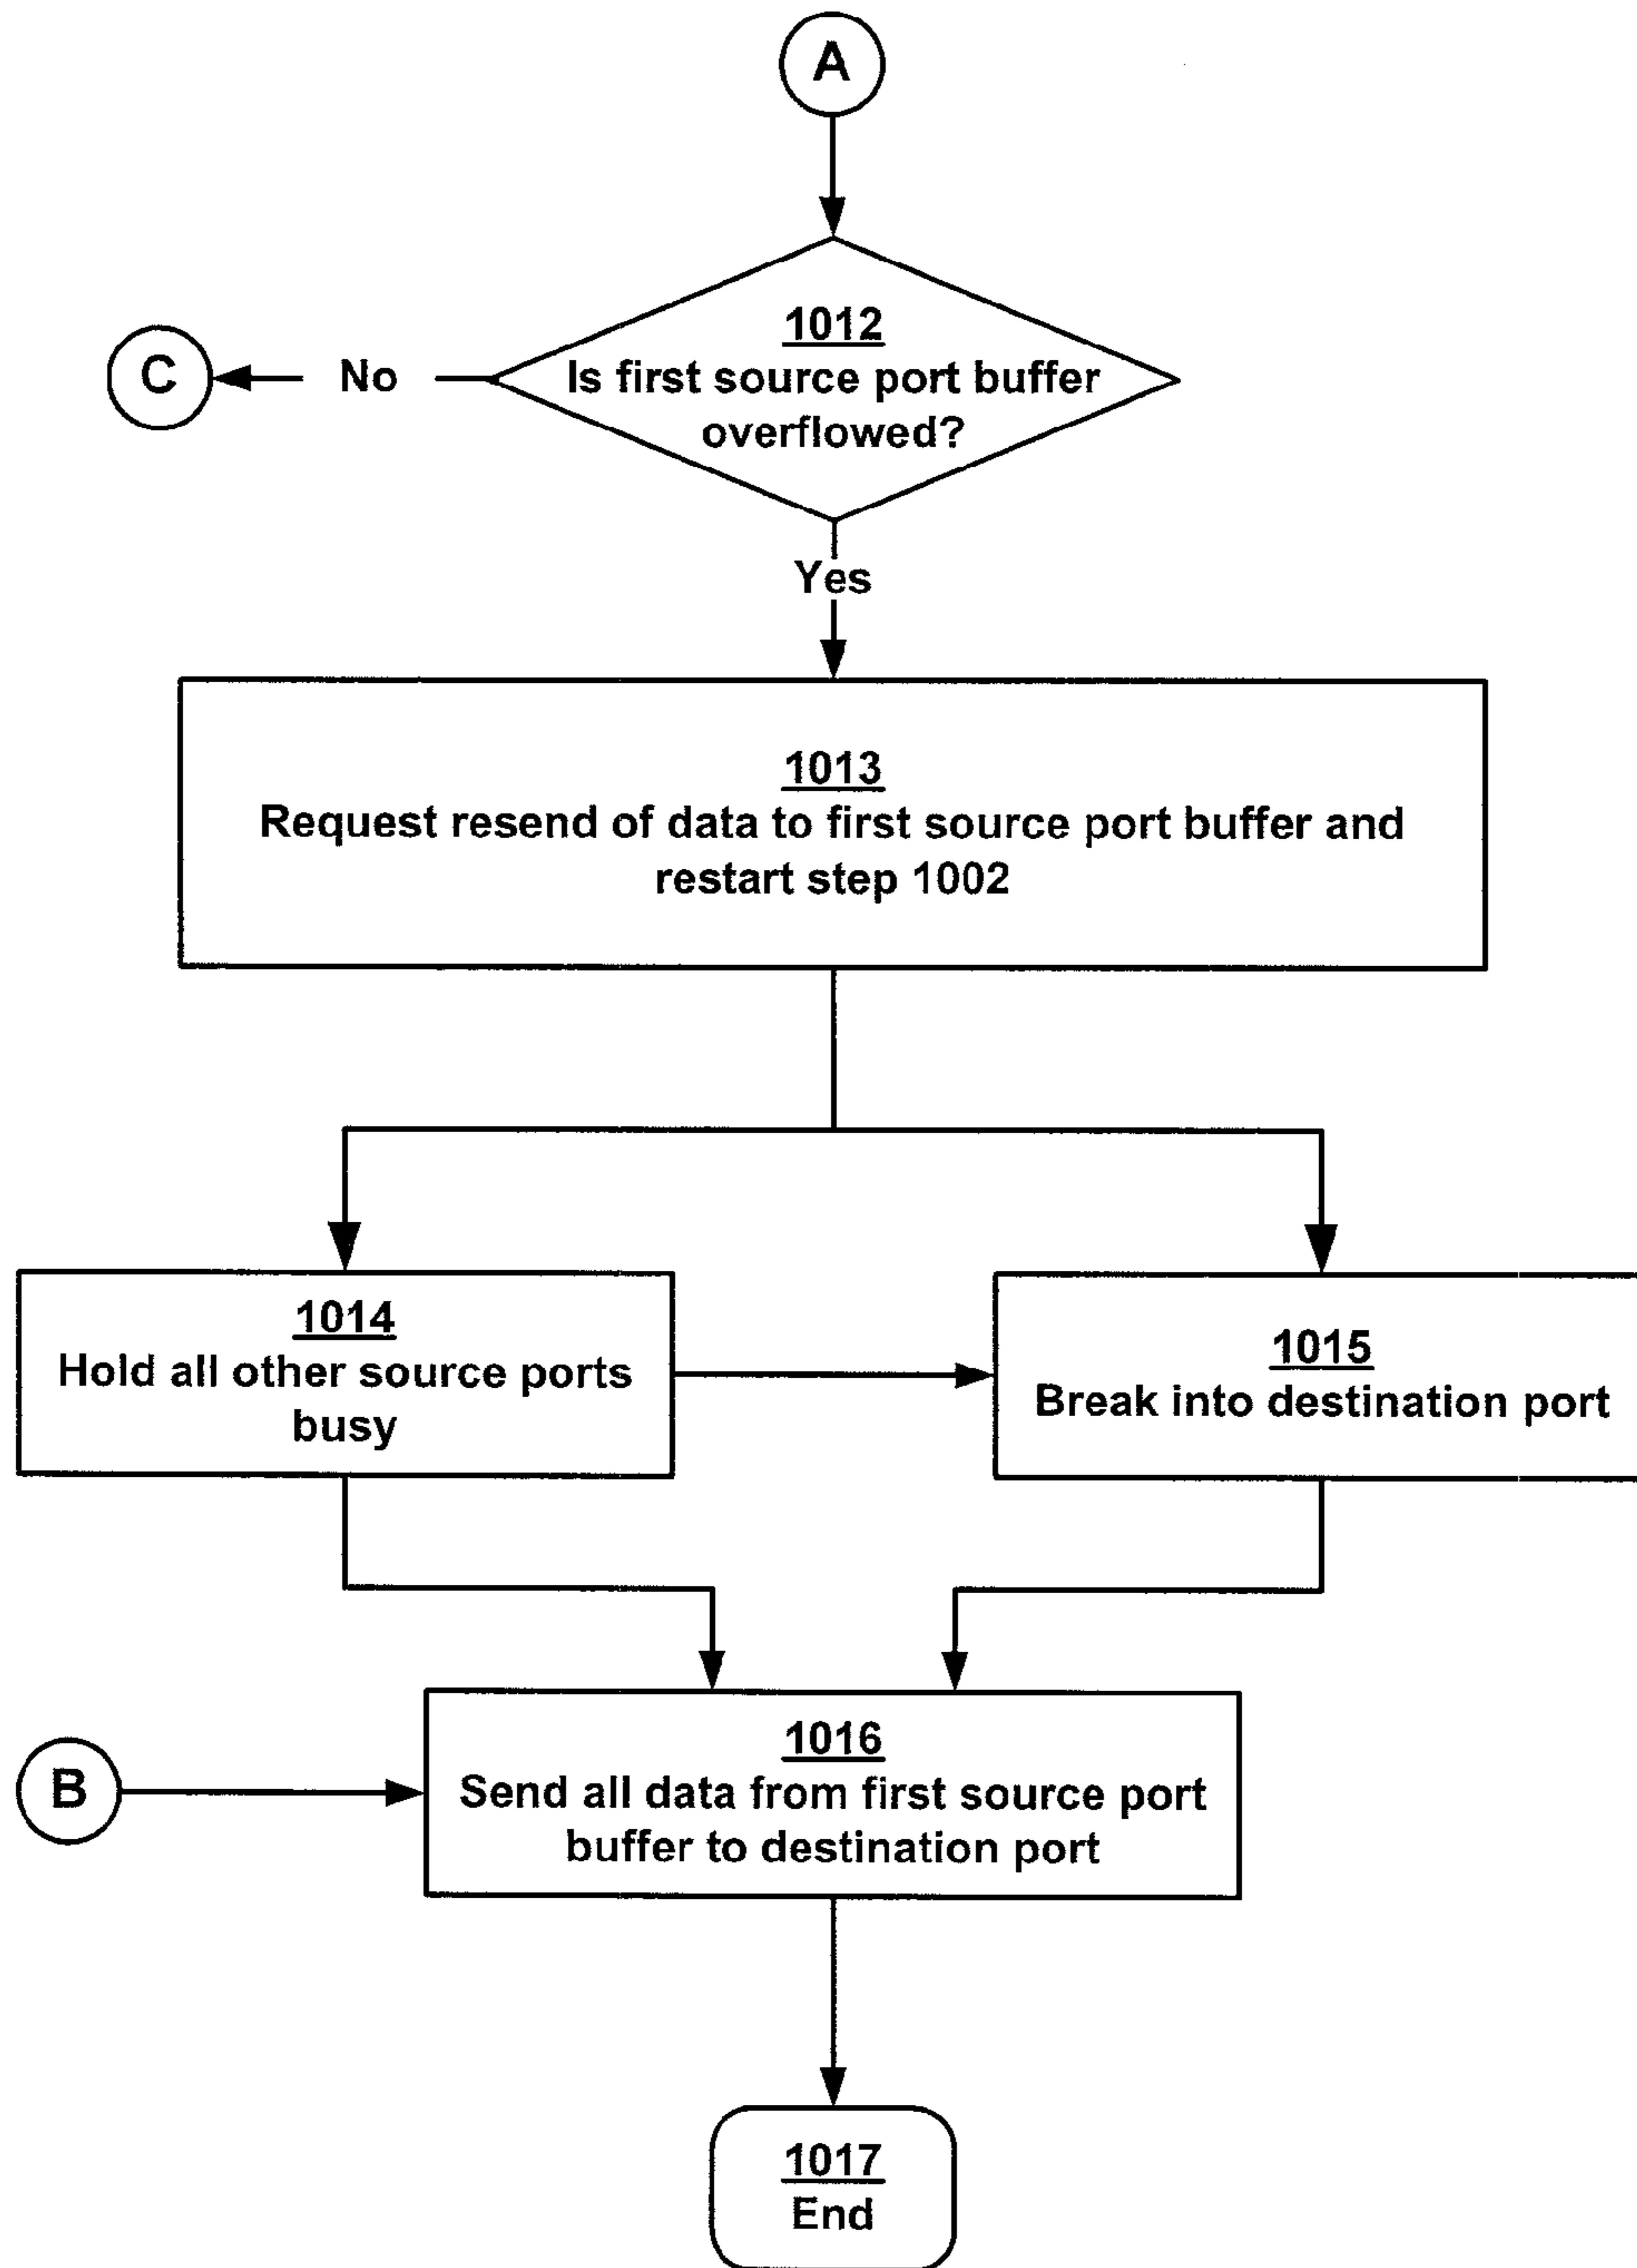 A
1012
Is first source port buffer
overflowed?
C
No
Yes
1013
Request resend of data to first source port buffer and
restart step 1002
1014
Hold all other source ports
busy
1015
Break into destination port
B
1016
Send all data from first source port
buffer to destination port
1017
End